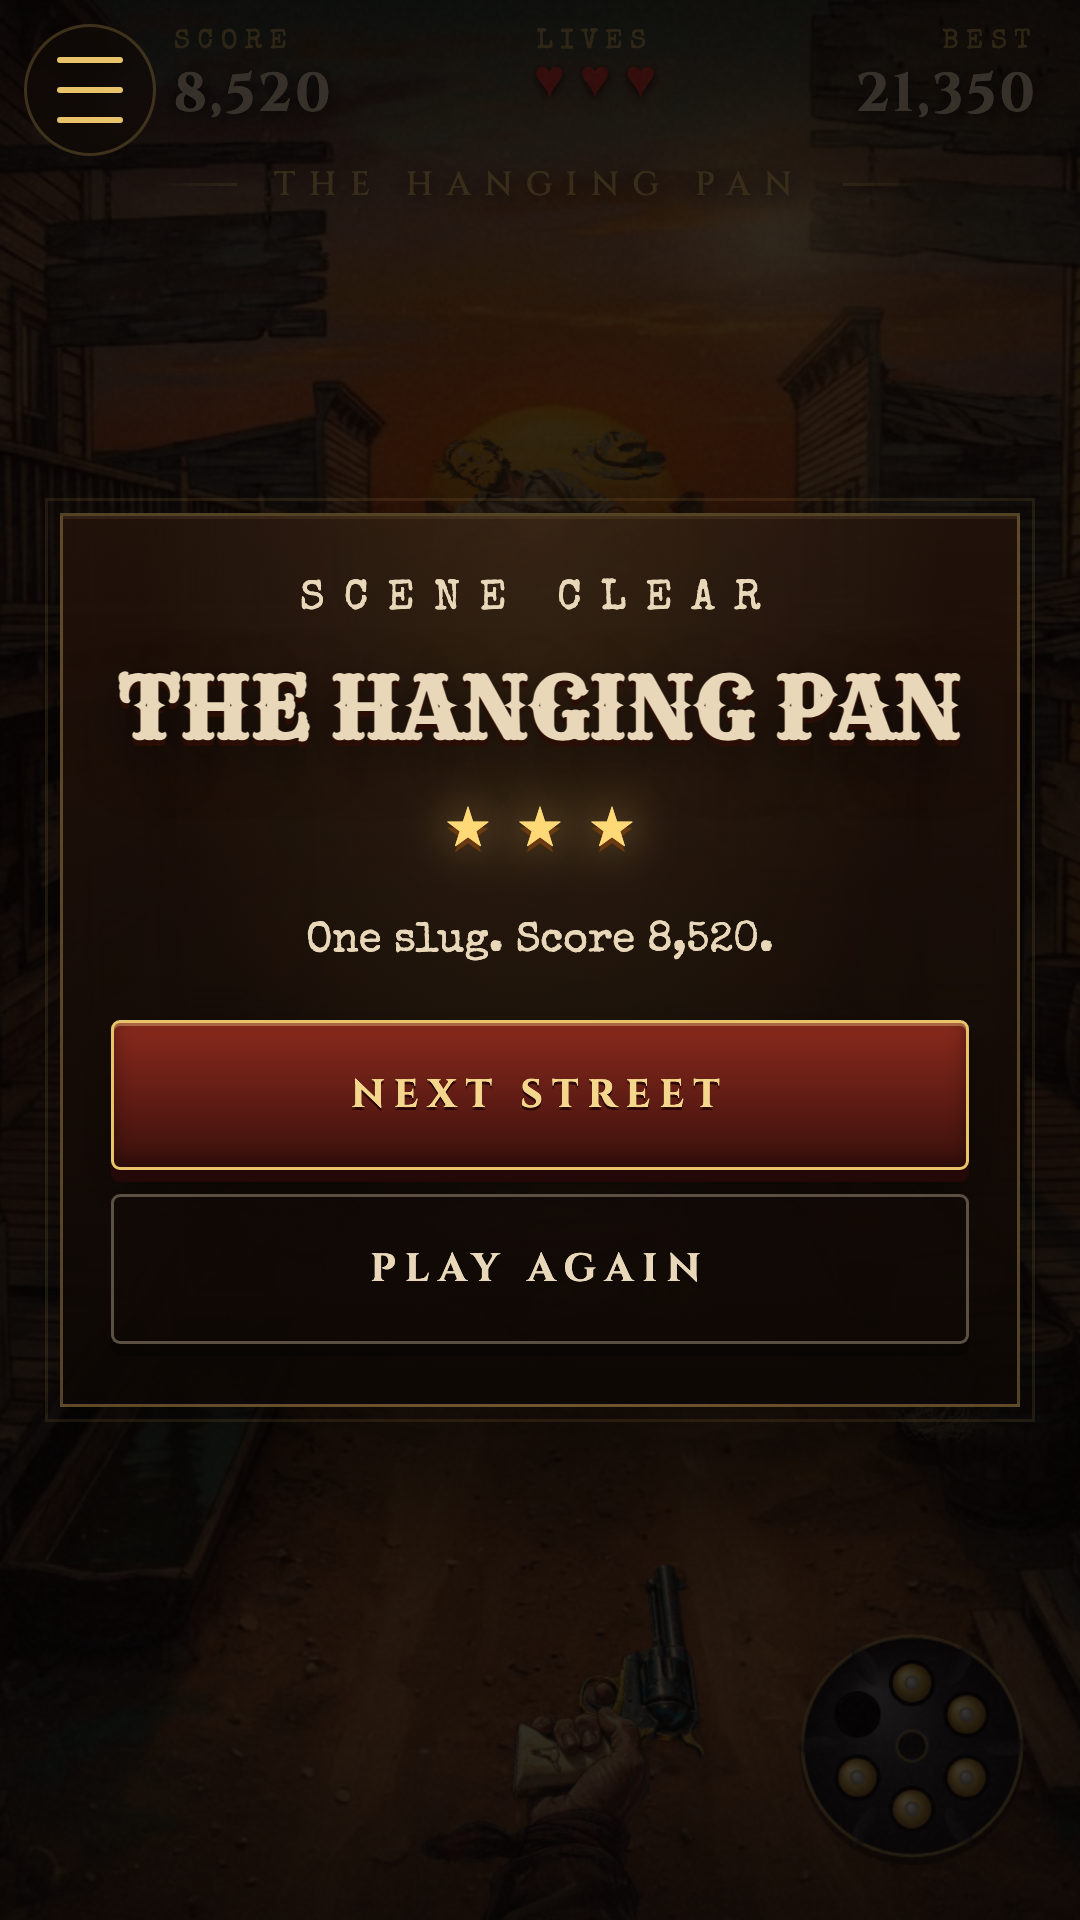 SCORE
8,520
LIVES
BEST
21,350
THE HANGING PAN
SCENE CLEAR
THE HANGING PAN
One slug. Score 8,520.
NEXT STREET
PLAY AGAIN